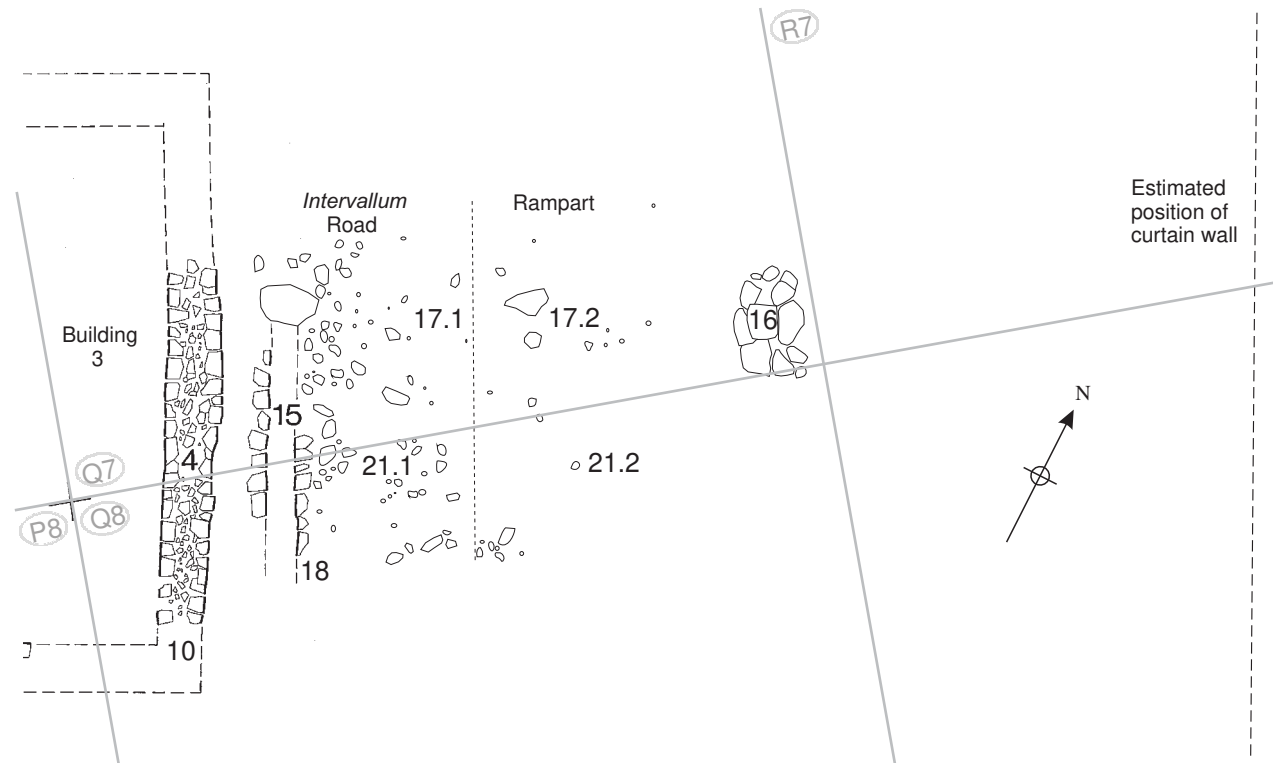 R7
Estimated
position of
curtain wall
Intervallum
Road
Rampart
17.1
17.2
16
Building
3
15
N
4
Q7
21.1
21.2
P8
Q8
18
10